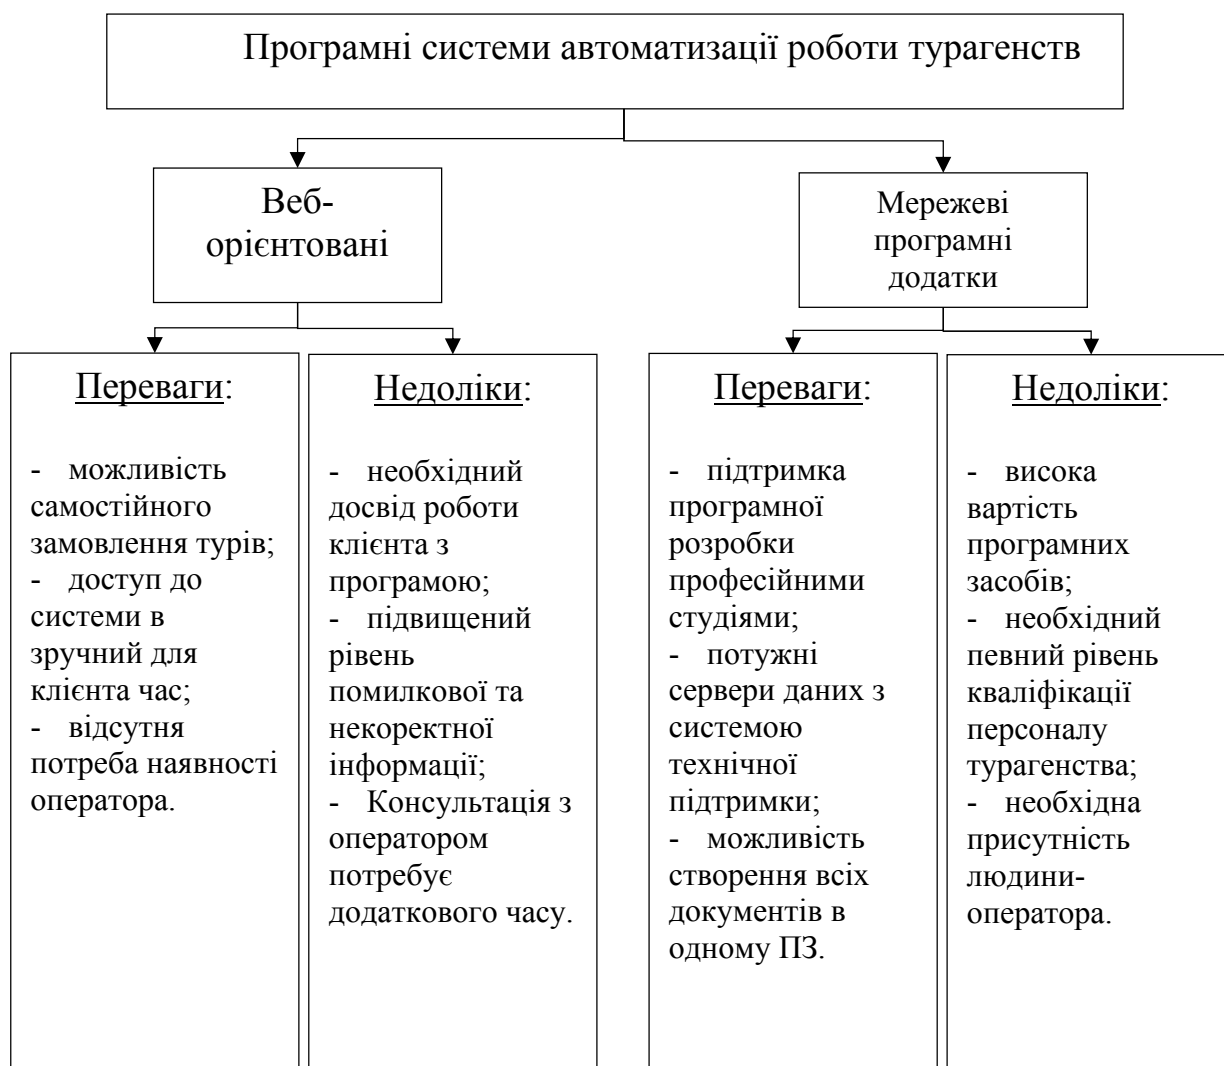 Програмні системи автоматизації роботи турагенств
Веб-
орієнтовані
Мережеві
програмні
додатки
Переваги:
- можливість
самостійного
замовлення турів;
- доступ до
системи в
зручний для
клієнта час;
- відсутня
потреба наявності
оператора.
Недоліки:
- необхідний
досвід роботи
клієнта з
програмою;
- підвищений
рівень
помилкової та
некоректної
інформації;
- Консультація з
оператором
потребує
додаткового часу.
Переваги:
- підтримка
програмної
розробки
професійними
студіями;
- потужні
сервери даних з
системою
технічної
підтримки;
- можливість
створення всіх
документів в
одному ПЗ.
Недоліки:
- висока
вартість
програмних
засобів;
- необхідний
певний рівень
кваліфікації
персоналу
турагенства;
- необхідна
присутність
людини-
оператора.